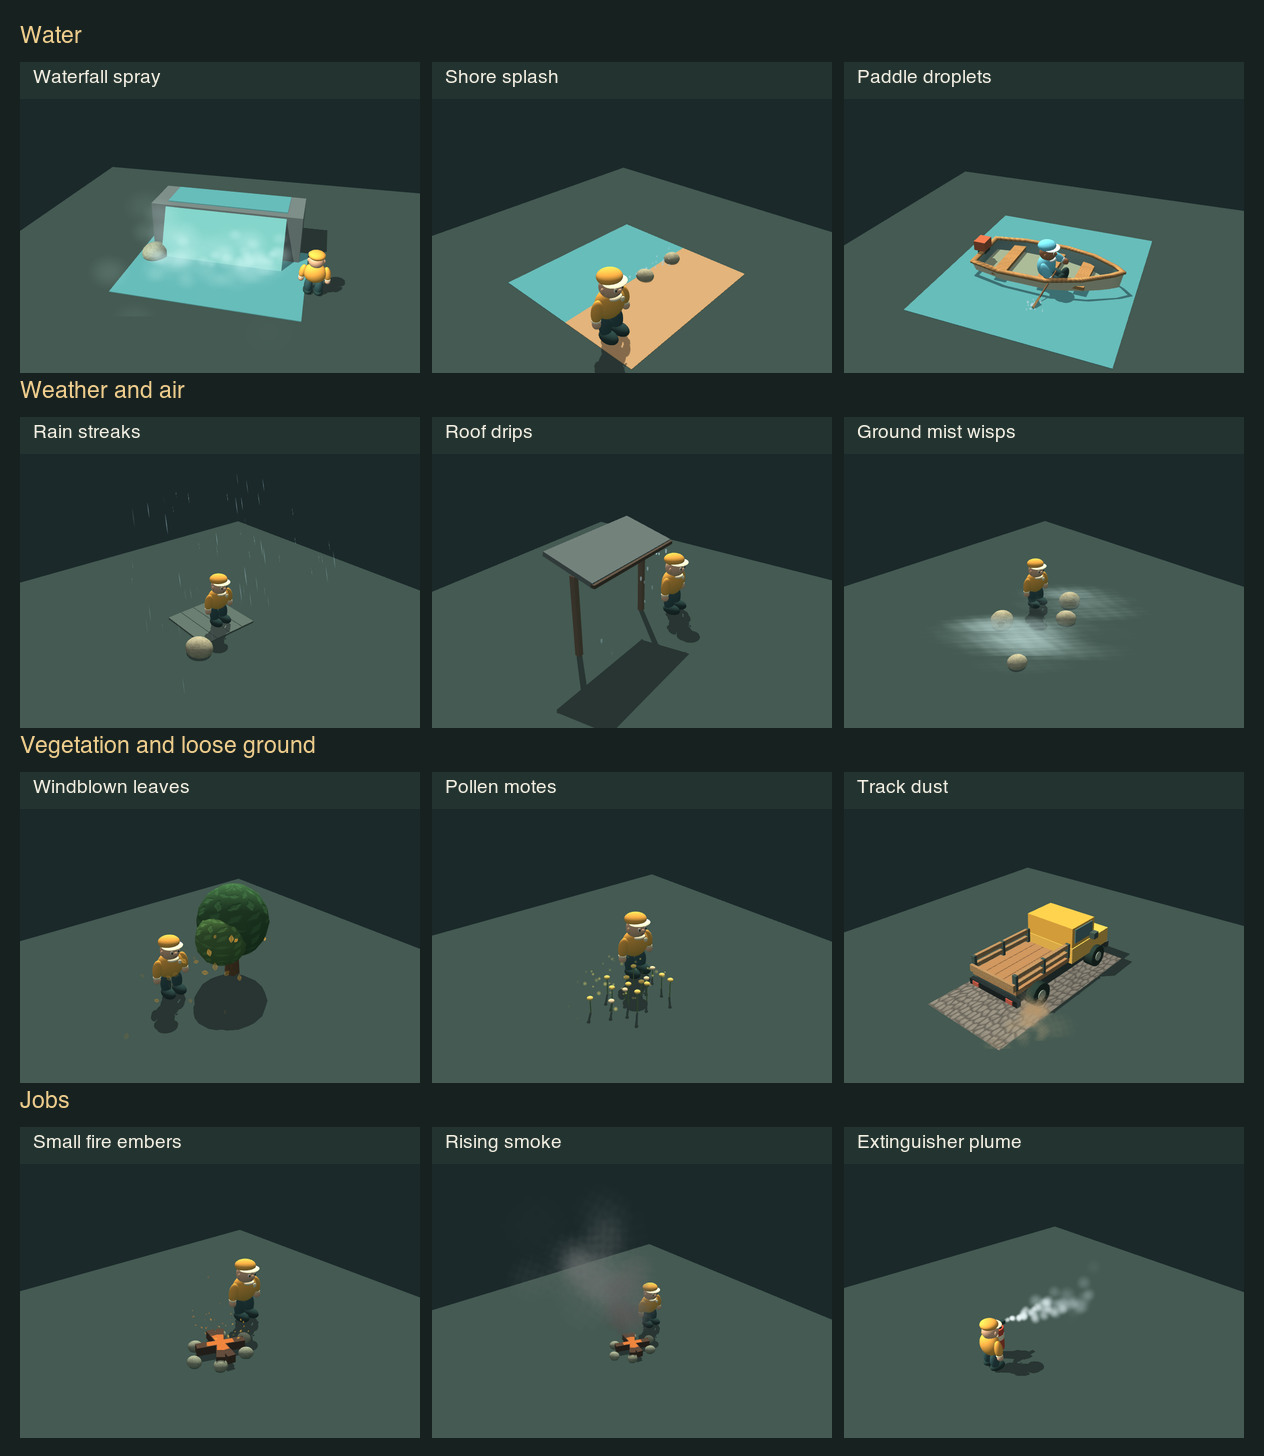 Water
Waterfall spray
Shore splash
Paddle droplets
Weather and air
Rain streaks
Roof drips
Ground mist wisps
Vegetation and loose ground
Windblown leaves
Pollen motes
Track dust
Jobs
Small fire embers
Rising smoke
Extinguisher plume